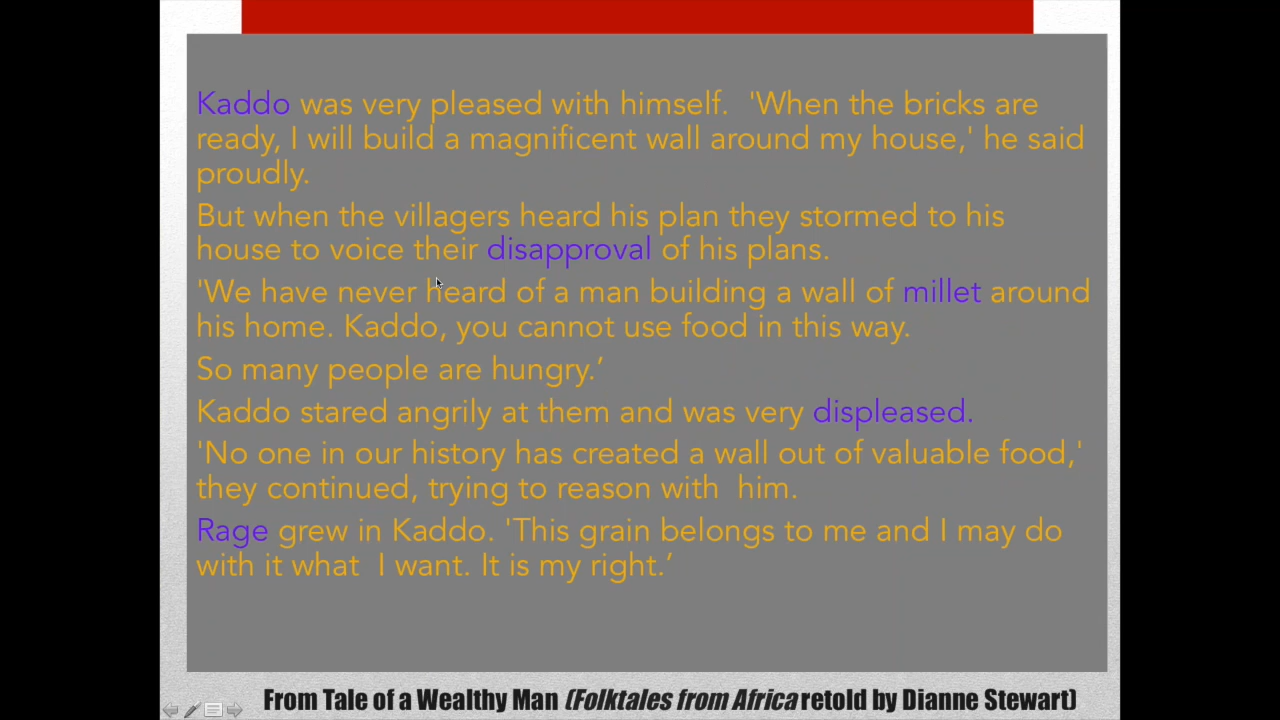 Kaddo was very pleased with himself.  'When the bricks are
ready, I will build a magnificent wall around my house,' he said
proudly.
But when the villagers heard his plan they stormed to his
house to voice their disapproval of his plans.
'We have never heard of a man building a wall of millet around
his home. Kaddo, you cannot use food in this way.
So many people are hungry.’
Kaddo stared angrily at them and was very displeased.
'No one in our history has created a wall out of valuable food,'
they continued, trying to reason with  him.
Rage grew in Kaddo. 'This grain belongs to me and I may do
with it what  I want. It is my right.’
From Tale of a Wealthy Man (Folktales from Africa retold by Dianne Stewart)